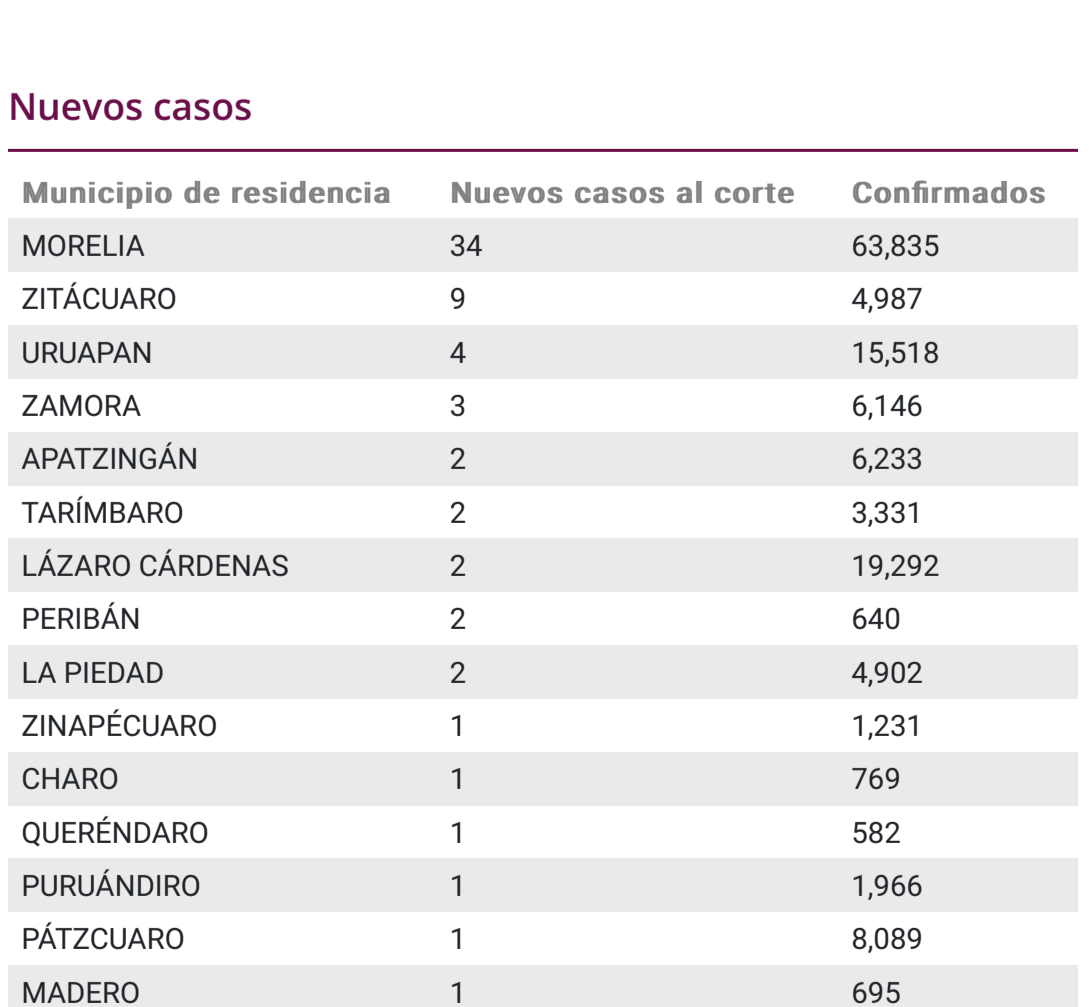 Nuevos casos
Municipio de residencia Nuevos casos al corte Confirmados
MORELIA 34 63,835
ZITÁCUARO 9 4,987
URUAPAN 4 15,518
ZAMORA 3 6,146
APATZINGÁN 2 6,233
TARÍMBARO 2 3,331
LÁZARO CÁRDENAS 2 19,292
PERIBÁN 2 640
LA PIEDAD 2 4,902
ZINAPÉCUARO 1 1,231
CHARO 1 769
QUERÉNDARO 1 582
PURUÁNDIRO 1 1,966
PÁTZCUARO 1 8,089
MADERO 1 695